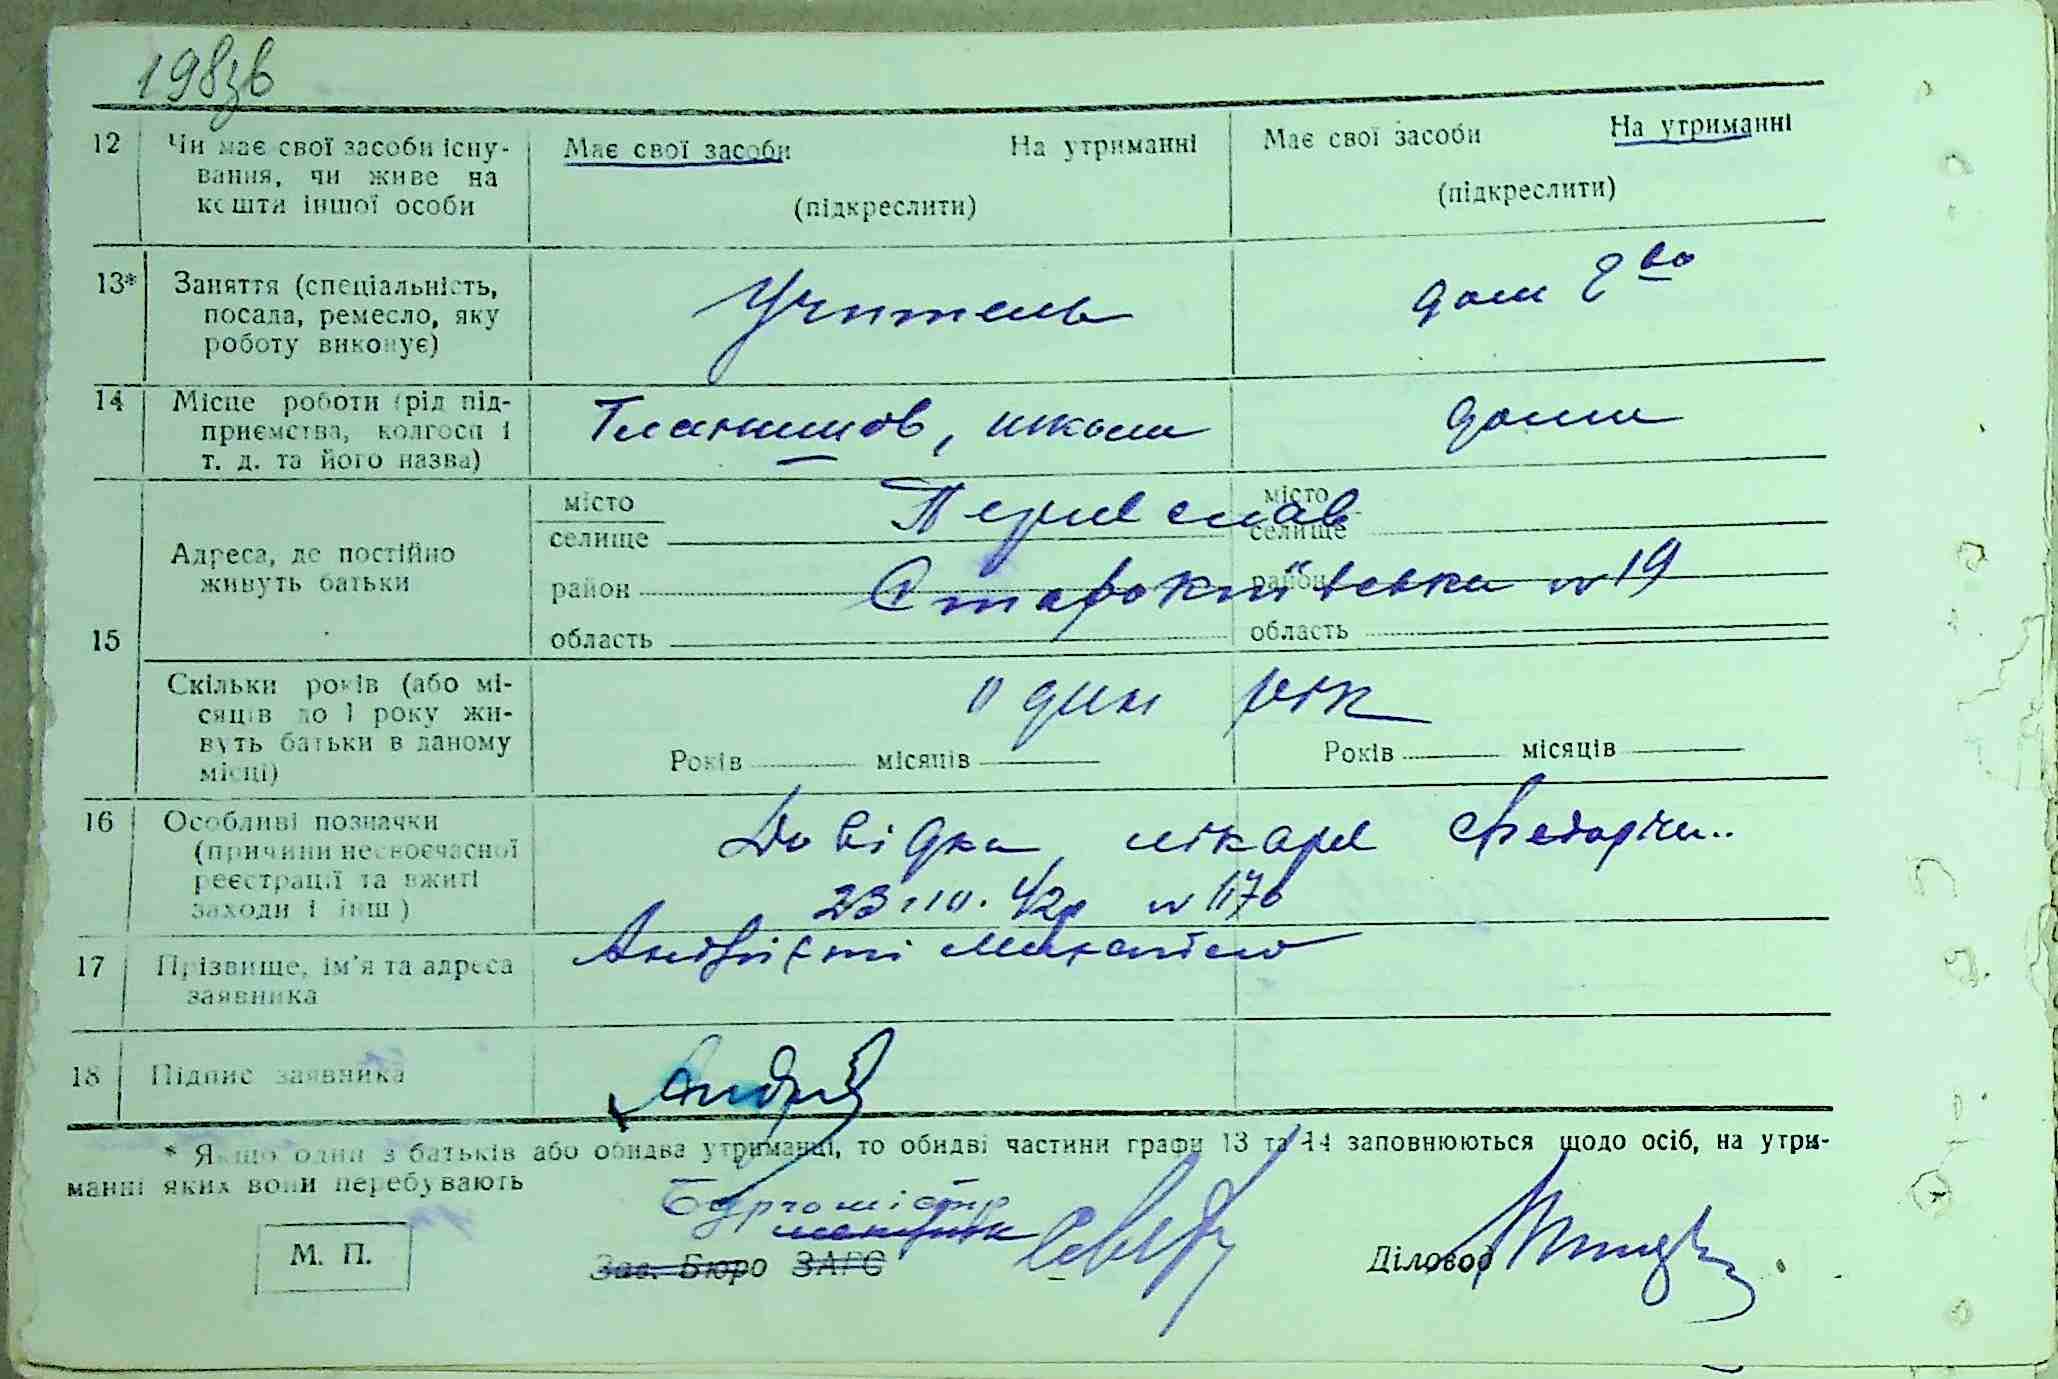 198зв
12 Чи має свої засоби існування, чи живе на кошти іншої особи
Має свої засоби На утриманні
(підкреслити)
Має свої засоби На утриманні
(підкреслити)
13* Заняття (спеціальність, посада, ремесло, яку роботу виконує)
Учитель
дом г-во
14 Місце роботи (рід підприємства, колгосп і т. д. та його назва)
школа
дома
15 Адреса, де постійно живуть батьки
місто
селище
район
область
місто
селище
район
область
Переяслав
Старокиївська № 19
Скільки років (або місяців до 1 року живуть батьки в даному місці)
один рік
Років місяців
Років місяців
16 Особливі позначки (причини несвоєчасної реєстрації та вжиті заходи і інш)
Довідка лікаря
23.10.42р № 1176
17 Прізвище, ім'я та адреса заявника
18 Підпис заявника
* Якщо один з батьків або обидва утриманці, то обидві частини графи 13 та 14 заповнюються щодо осіб, на утри-
манні яких вони перебувають
Бургомістр
М. П.
Зав. Бюро ЗАГС
Діловод